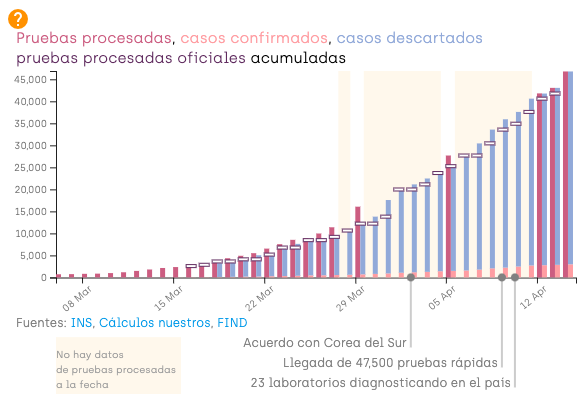 ?
Pruebas procesadas, casos confirmados, casos descartados
pruebas procesadas oficiales acumuladas
45,000
40,000
35,000
30,000
25,000
20,000
15,000
10,000
5,000
0
08 Mar
15 Mar
22 Mar
29 Mar
05 Apr
12 Apr
Fuentes: INS, Cálculos nuestros, FIND
Acuerdo con Corea del Sur
Llegada de 47,500 pruebas rápidas
23 laboratorios diagnosticando en el país
No hay datos
de pruebas procesadas
a la fecha